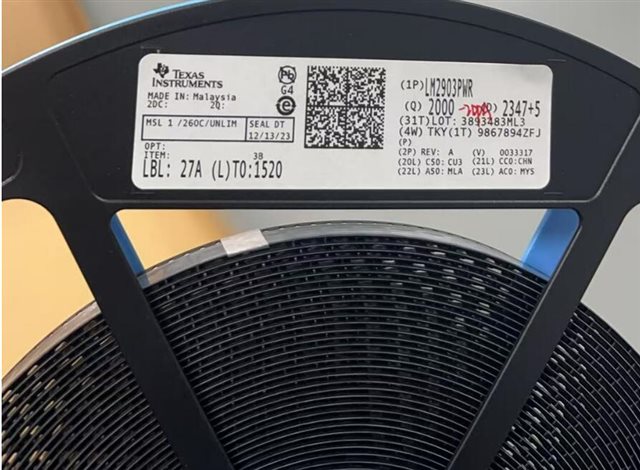 TEXAS
INSTRUMENTS
MADE IN: Malaysia
2DC: 2Q:
MSL 1 /260C/UNLIM
SEAL DT
12/13/23
OPT:
ITEM: 38
LBL: 27A (L)TO:1520
Pb
G4
e
(1P)LM2903PWR
(Q) 2000 D) 2347+5
(31T)LOT: 3893483ML3
(4W) TKY(1T) 9867894ZFJ
(P)
(2P) REV: A (V) 0033317
(20L) CSO: CU3 (21L) CCO:CHN
(22L) ASO: MLA (23L) ACO: MYS